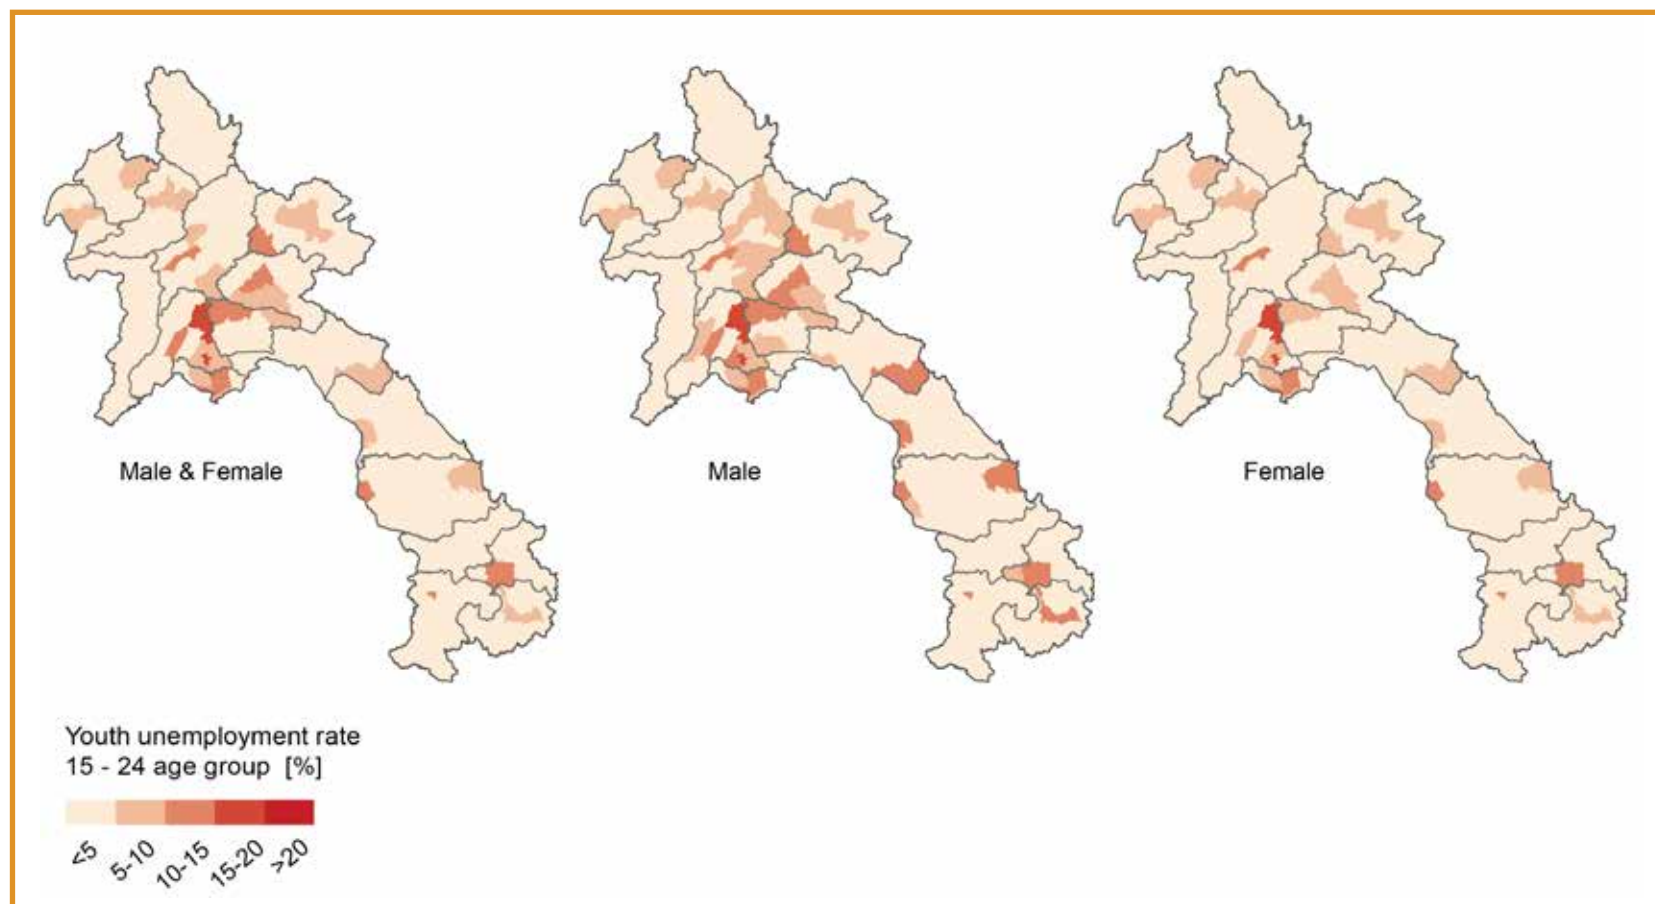 Male & Female
Male
Female
Youth unemployment rate
15 - 24 age group [%]
<5
5-10
10-15
15-20
>20